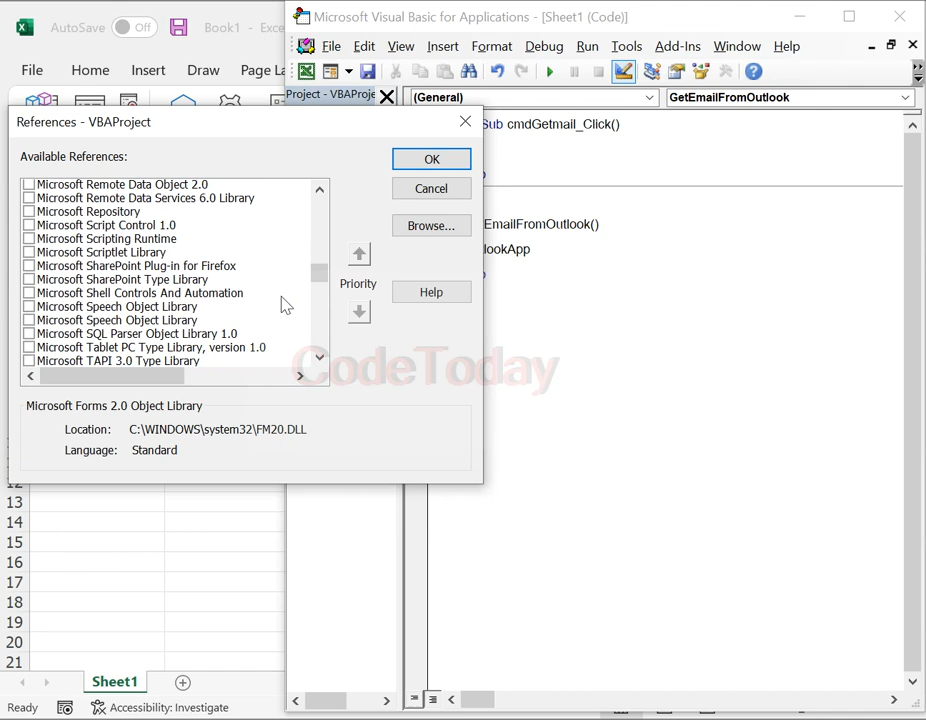 AutoSave Off Book1 - Exce
File Home Insert Draw Page La
Microsoft Visual Basic for Applications - [Sheet1 (Code)]
File Edit View Insert Format Debug Run Tools Add-Ins Window Help
Project - VBAProje
(General) GetEmailFromOutlook
Sub cmdGetmail_Click()
EmailFromOutlook()
lookApp
References - VBAProject
Available References:
Microsoft Remote Data Object 2.0
Microsoft Remote Data Services 6.0 Library
Microsoft Repository
Microsoft Script Control 1.0
Microsoft Scripting Runtime
Microsoft Scriptlet Library
Microsoft SharePoint Plug-in for Firefox
Microsoft SharePoint Type Library
Microsoft Shell Controls And Automation
Microsoft Speech Object Library
Microsoft Speech Object Library
Microsoft SQL Parser Object Library 1.0
Microsoft Tablet PC Type Library, version 1.0
Microsoft TAPI 3.0 Type Library
OK
Cancel
Browse...
Priority
Help
Microsoft Forms 2.0 Object Library
Location: C:\WINDOWS\system32\FM20.DLL
Language: Standard
CodeToday
12
13
14
15
16
17
18
19
20
21
Sheet1
Ready Accessibility: Investigate